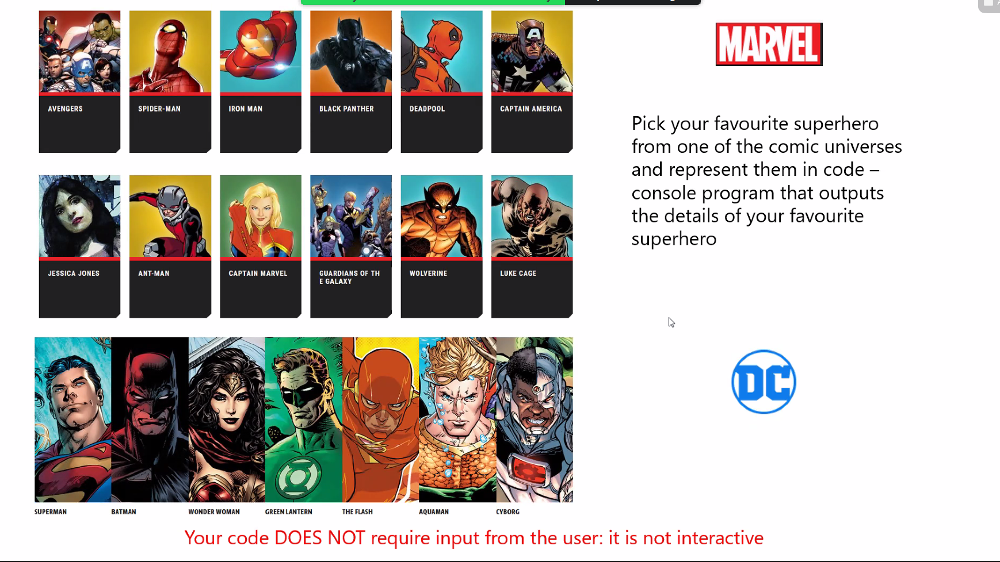 AVENGERS
SPIDER-MAN
IRON MAN
BLACK PANTHER
DEADPOOL
CAPTAIN AMERICA
JESSICA JONES
ANT-MAN
CAPTAIN MARVEL
GUARDIANS OF TH
E GALAXY
WOLVERINE
LUKE CAGE
SUPERMAN
BATMAN
WONDER WOMAN
GREEN LANTERN
THE FLASH
AQUAMAN
CYBORG
MARVEL
Pick your favourite superhero
from one of the comic universes
and represent them in code –
console program that outputs
the details of your favourite
superhero
DC
Your code DOES NOT require input from the user: it is not interactive